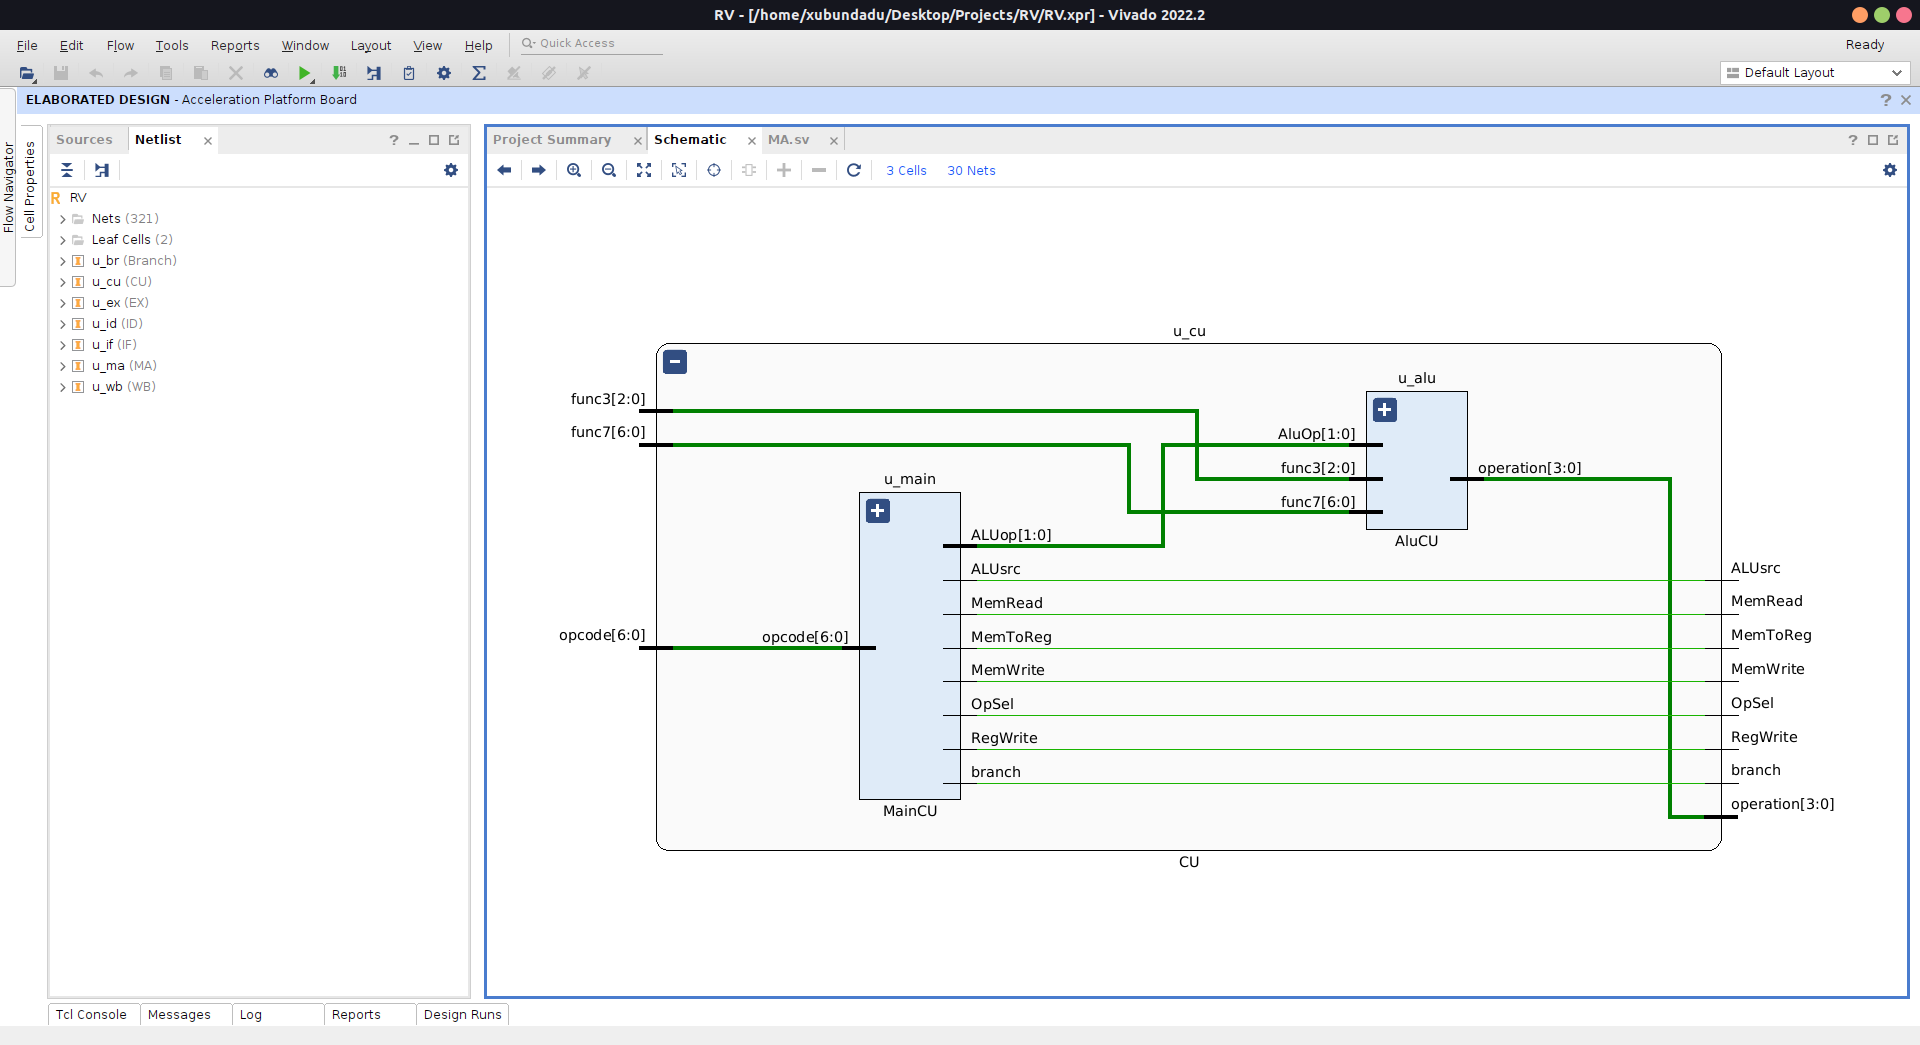 RV - [/home/xubundadu/Desktop/Projects/RV/RV.xpr] - Vivado 2022.2
File Edit Flow Tools Reports Window Layout View Help Quick Access Ready
Default Layout
ELABORATED DESIGN - Acceleration Platform Board ?
Flow Navigator
Cell Properties
Sources Netlist ?
RV
Nets (321)
Leaf Cells (2)
u_br (Branch)
u_cu (CU)
u_ex (EX)
u_id (ID)
u_if (IF)
u_ma (MA)
u_wb (WB)
Project Summary Schematic MA.sv ?
3 Cells 30 Nets
u_cu
func3[2:0]
func7[6:0]
opcode[6:0]
u_main
opcode[6:0]
ALUop[1:0]
ALUsrc
MemRead
MemToReg
MemWrite
OpSel
RegWrite
branch
MainCU
u_alu
AluOp[1:0]
func3[2:0]
func7[6:0]
operation[3:0]
AluCU
ALUsrc
MemRead
MemToReg
MemWrite
OpSel
RegWrite
branch
operation[3:0]
CU
Tcl Console Messages Log Reports Design Runs